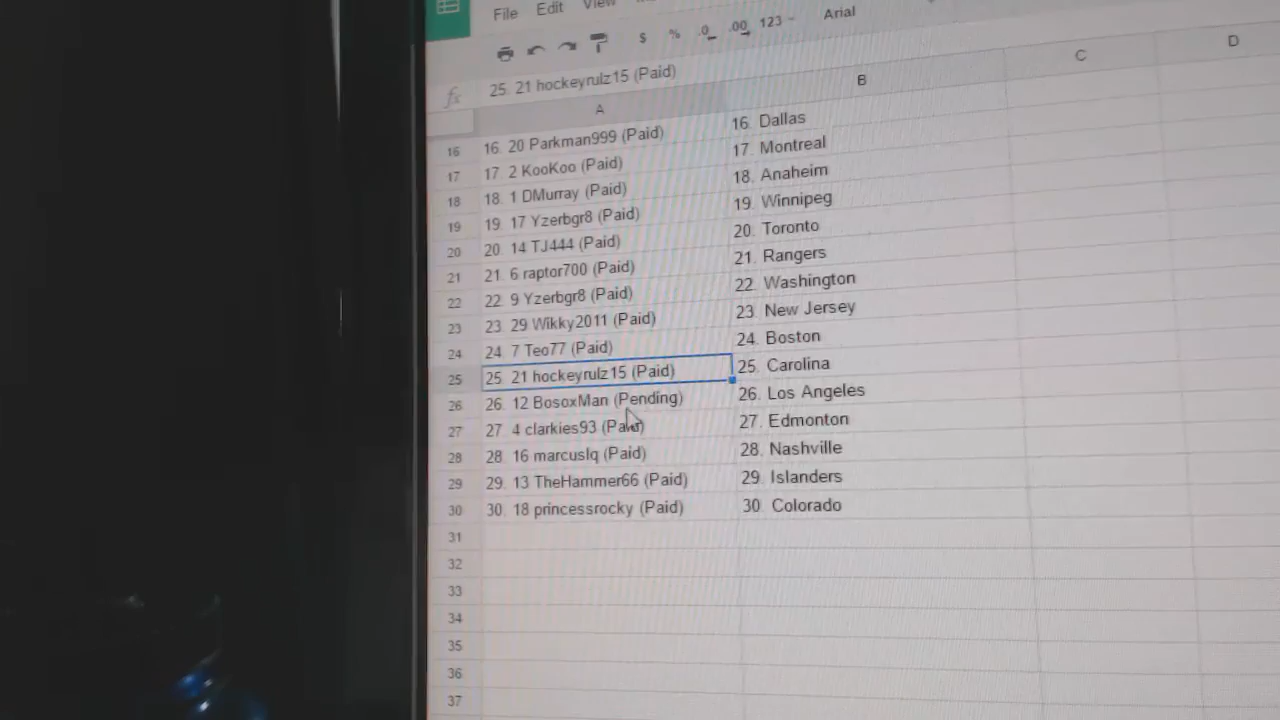 File Edit View
$ % .0 .00 123 Arial
fx 25. 21 hockeyrulz15 (Paid)
A B C D
16 16. 20 Parkman999 (Paid) 16. Dallas
17 17. 2 KooKoo (Paid) 17. Montreal
18 18. 1 DMurray (Paid) 18. Anaheim
19 19. 17 Yzerbgr8 (Paid) 19. Winnipeg
20 20. 14 TJ444 (Paid) 20. Toronto
21 21. 6 raptor700 (Paid) 21. Rangers
22 22. 9 Yzerbgr8 (Paid) 22. Washington
23 23. 29 Wikky2011 (Paid) 23. New Jersey
24 24. 7 Teo77 (Paid) 24. Boston
25 25. 21 hockeyrulz15 (Paid) 25. Carolina
26 26. 12 BosoxMan (Pending) 26. Los Angeles
27 27. 4 clarkies93 (Paid) 27. Edmonton
28 28. 16 marcuslq (Paid) 28. Nashville
29 29. 13 TheHammer66 (Paid) 29. Islanders
30 30. 18 princessrocky (Paid) 30. Colorado
31
32
33
34
35
36
37